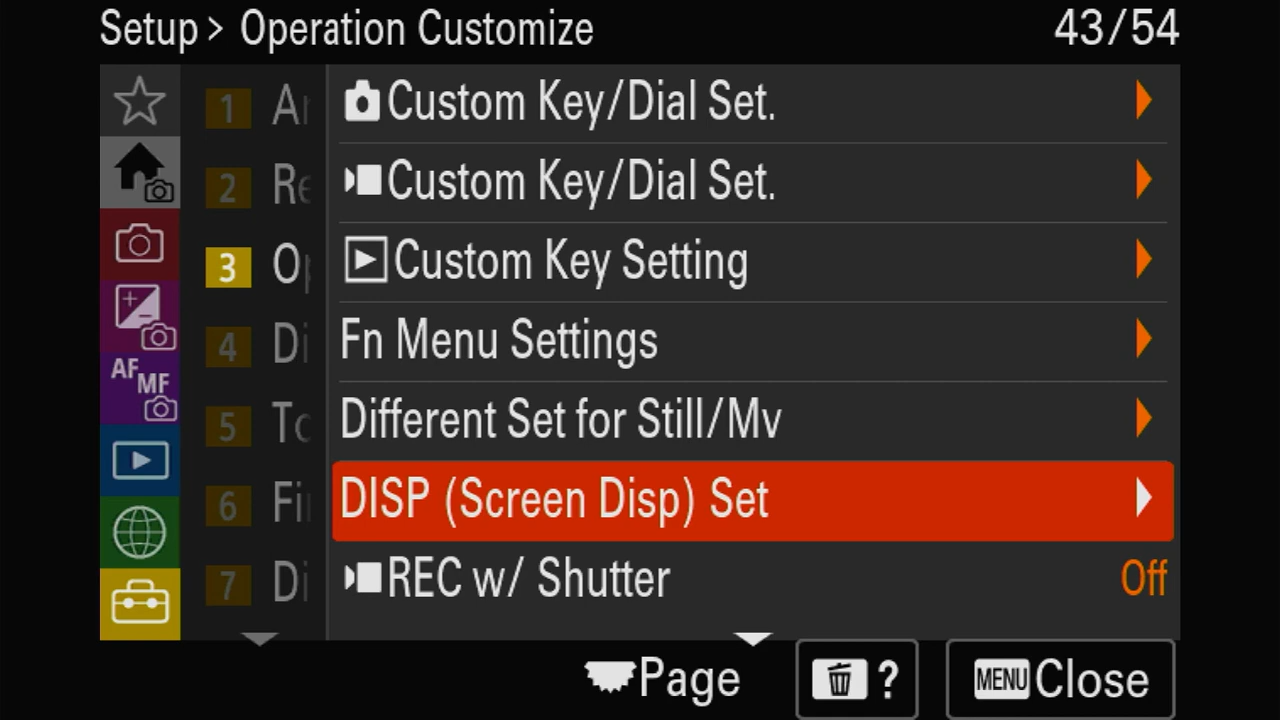 Setup > Operation Customize
43/54
1
Custom Key/Dial Set.
2
Custom Key/Dial Set.
3
Custom Key Setting
4
Fn Menu Settings
5
Different Set for Still/Mv
6
DISP (Screen Disp) Set
7
REC w/ Shutter
Off
AF MF
Page
?
MENU Close